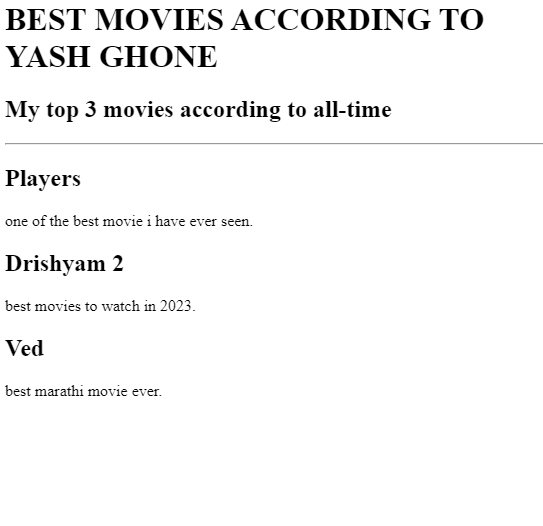 BEST MOVIES ACCORDING TO
YASH GHONE
My top 3 movies according to all-time
Players
one of the best movie i have ever seen.
Drishyam 2
best movies to watch in 2023.
Ved
best marathi movie ever.